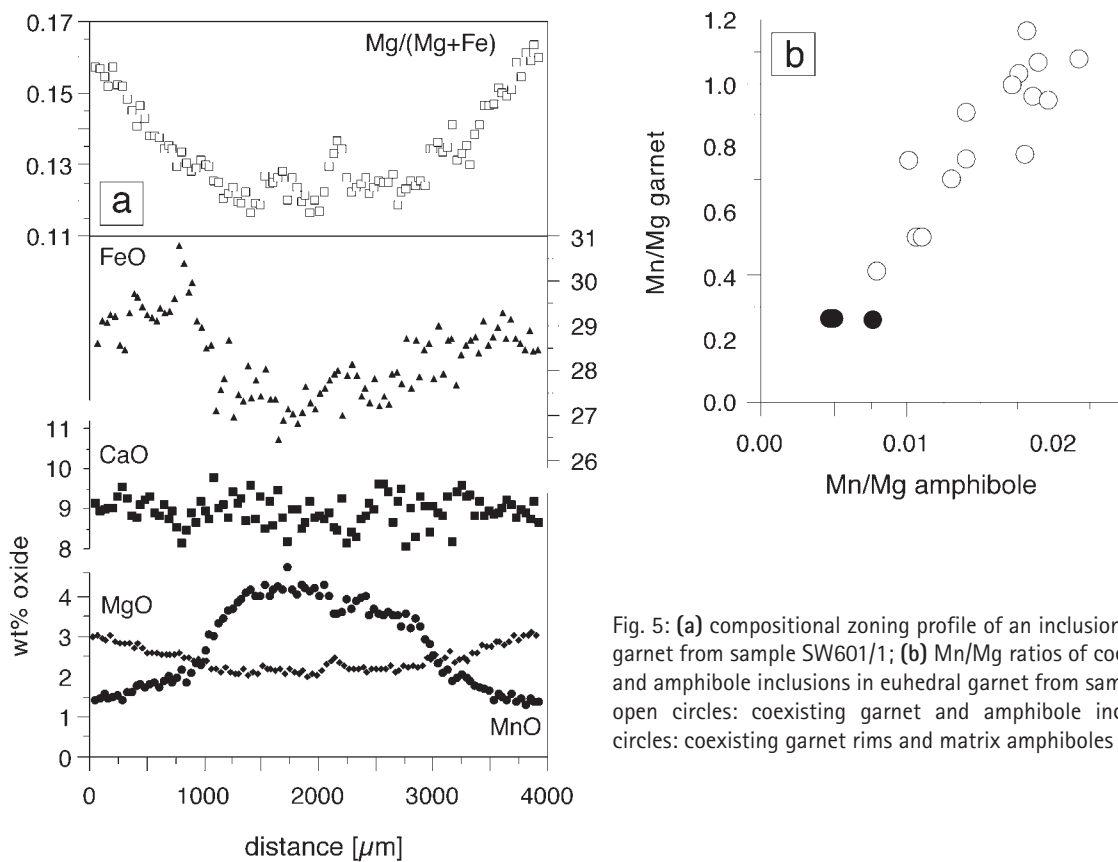 0.17
Mg/(Mg+Fe)
0.15
0.13
a
0.11
FeO
31
30
29
28
27
26
11
CaO
10
9
8
wt% oxide
MgO
4
3
2
1
MnO
0
0 1000 2000 3000 4000
distance [µm]
1.2
b
1.0
0.8
0.6
0.4
0.2
0.0
Mn/Mg garnet
0.00 0.01 0.02
Mn/Mg amphibole
Fig. 5: (a) compositional zoning profile of an inclusion
garnet from sample SW601/1; (b) Mn/Mg ratios of coe
and amphibole inclusions in euhedral garnet from sam
open circles: coexisting garnet and amphibole inc
circles: coexisting garnet rims and matrix amphiboles